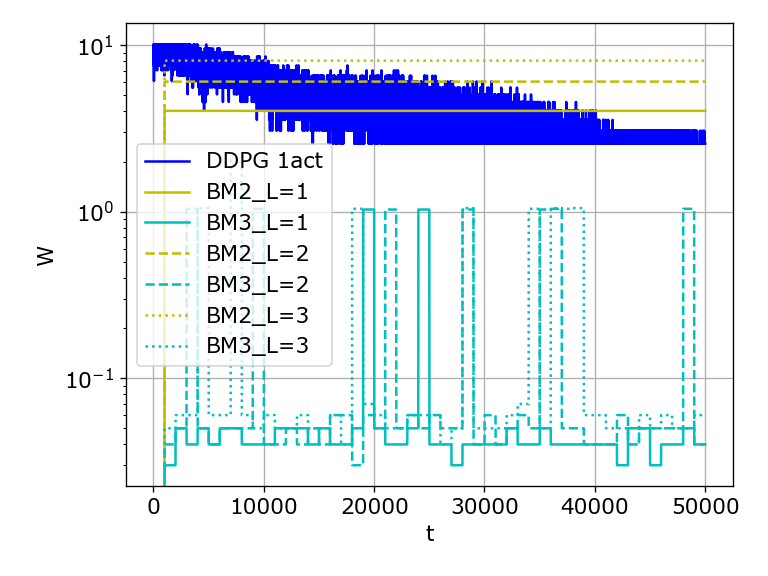 10¹
10⁰
10⁻¹
W
DDPG 1act
BM2_L=1
BM3_L=1
BM2_L=2
BM3_L=2
BM2_L=3
BM3_L=3
0 10000 20000 30000 40000 50000
t